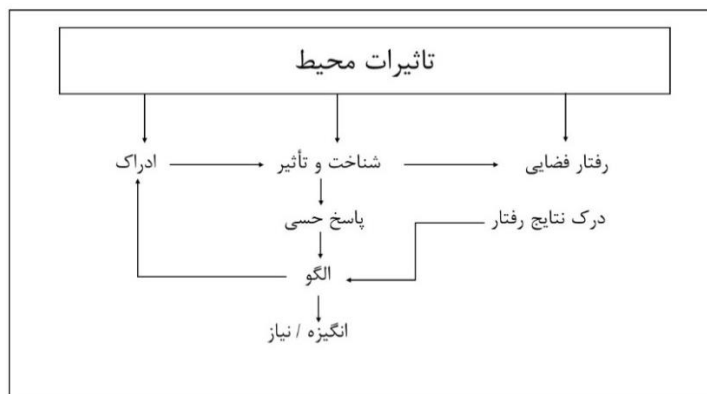 تاثیرات محیط
رفتار فضایی
شناخت و تأثیر
ادراک
درک نتایج رفتار
پاسخ حسی
الگو
انگیزه / نیاز